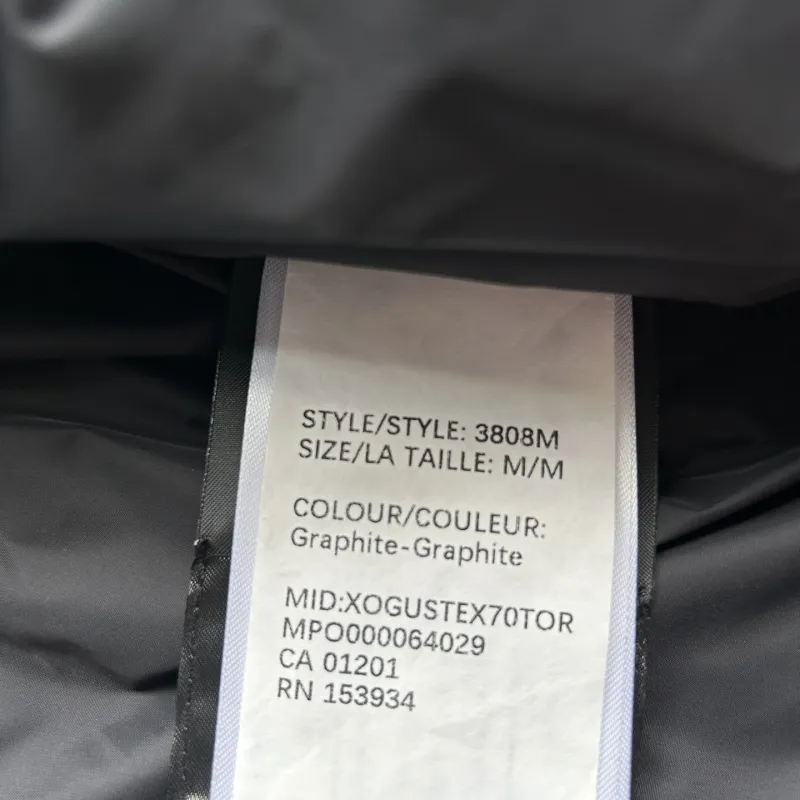 STYLE/STYLE: 3808M
SIZE/LA TAILLE: M/M
COLOUR/COULEUR:
Graphite-Graphite
MID:XOGUSTEX70TOR
MPO000064029
CA 01201
RN 153934